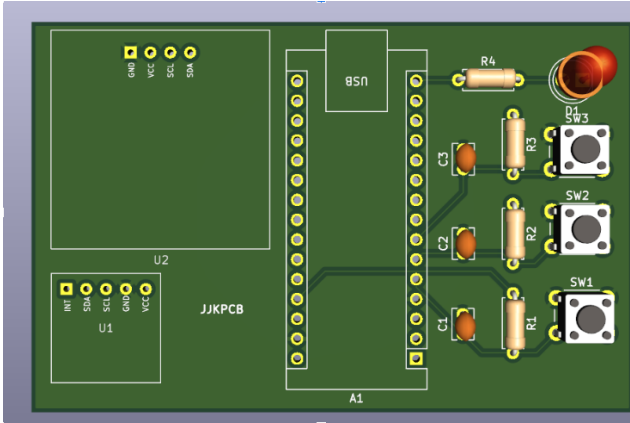 GND VCC SCL SDA
USB
R4
D1
SW3
R3
C3
SW2
R2
C2
U2
INT SDA SCL GND VCC
U1
JJKPCB
SW1
R1
C1
A1